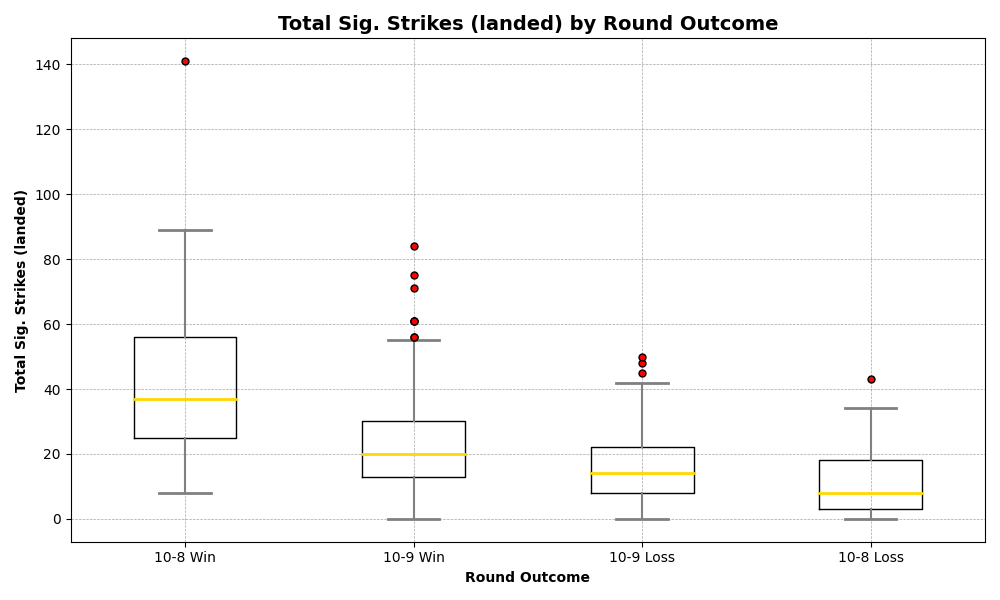 Total Sig. Strikes (landed) by Round Outcome
Total Sig. Strikes (landed)
140
120
100
80
60
40
20
0
10-8 Win
10-9 Win
10-9 Loss
10-8 Loss
Round Outcome